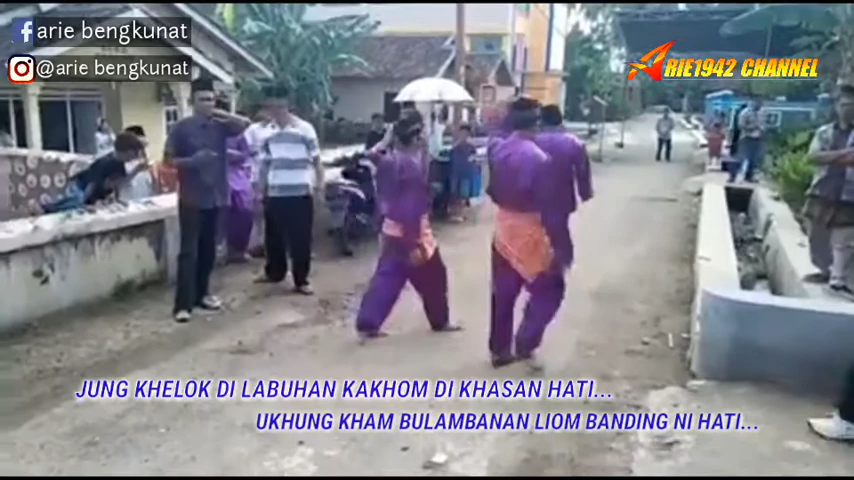 arie bengkunat
@arie bengkunat
ARIE1942 CHANNEL
JUNG KHELOK DI LABUHAN KAKHOM DI KHASAN HATI...
UKHUNG KHAM BULAMBANAN LIOM BANDING NI HATI...